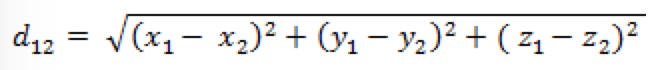 d₁₂ = √(x₁ − x₂)² + (y₁ − y₂)² + ( z₁ − z₂)²